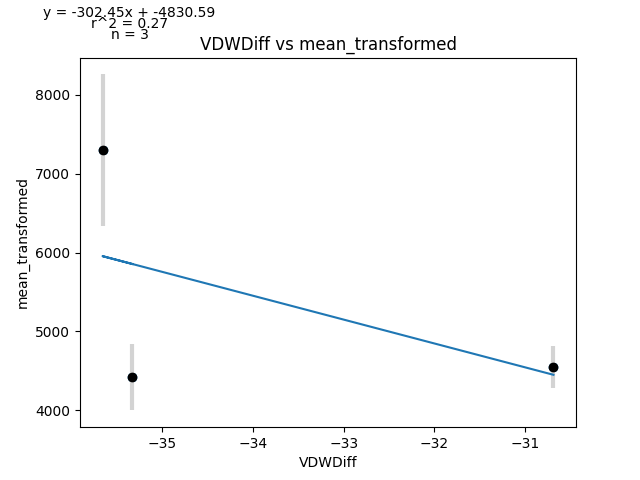 y = -302.45x + -4830.59
r^2 = 0.27
n = 3
VDWDiff vs mean_transformed
mean_transformed
8000
7000
6000
5000
4000
−35
−34
−33
−32
−31
VDWDiff